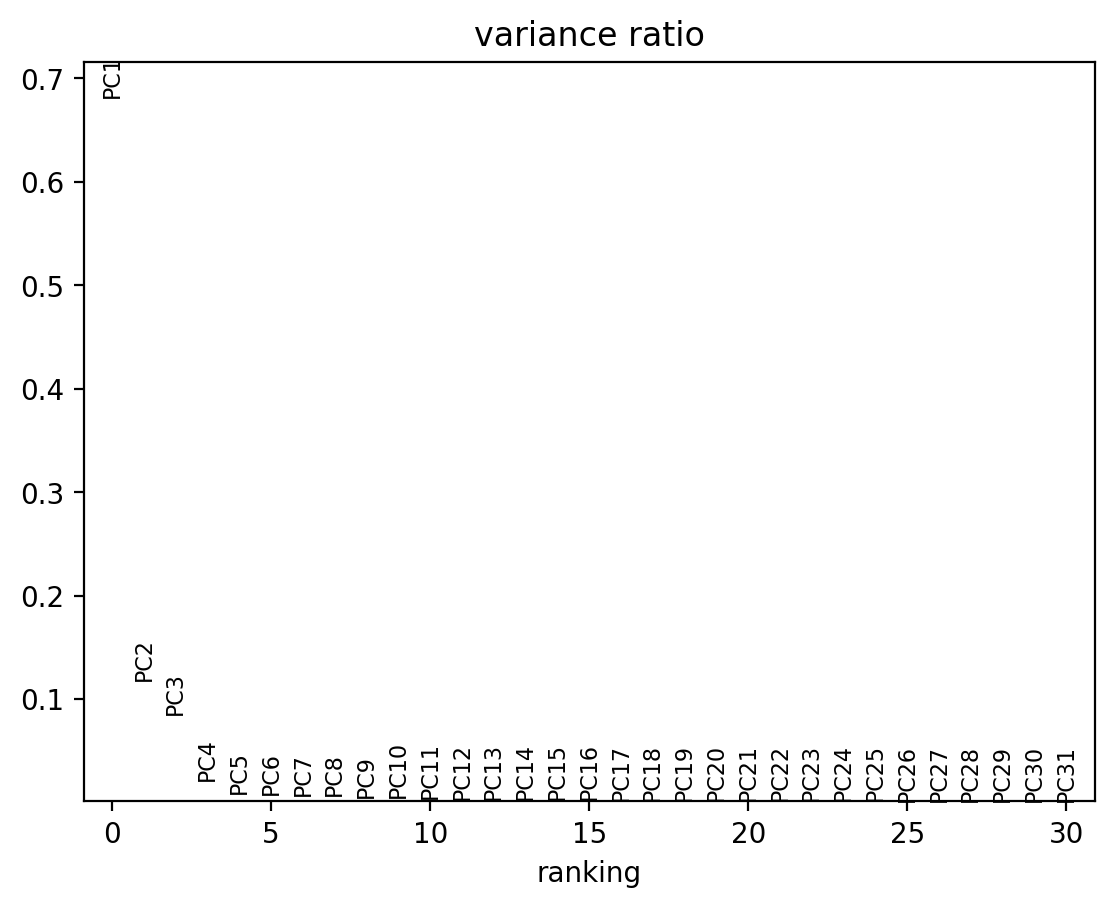 variance ratio
0.7
0.6
0.5
0.4
0.3
0.2
0.1
PC1
PC2
PC3
PC4
PC5
PC6
PC7
PC8
PC9
PC10
PC11
PC12
PC13
PC14
PC15
PC16
PC17
PC18
PC19
PC20
PC21
PC22
PC23
PC24
PC25
PC26
PC27
PC28
PC29
PC30
PC31
0 5 10 15 20 25 30
ranking